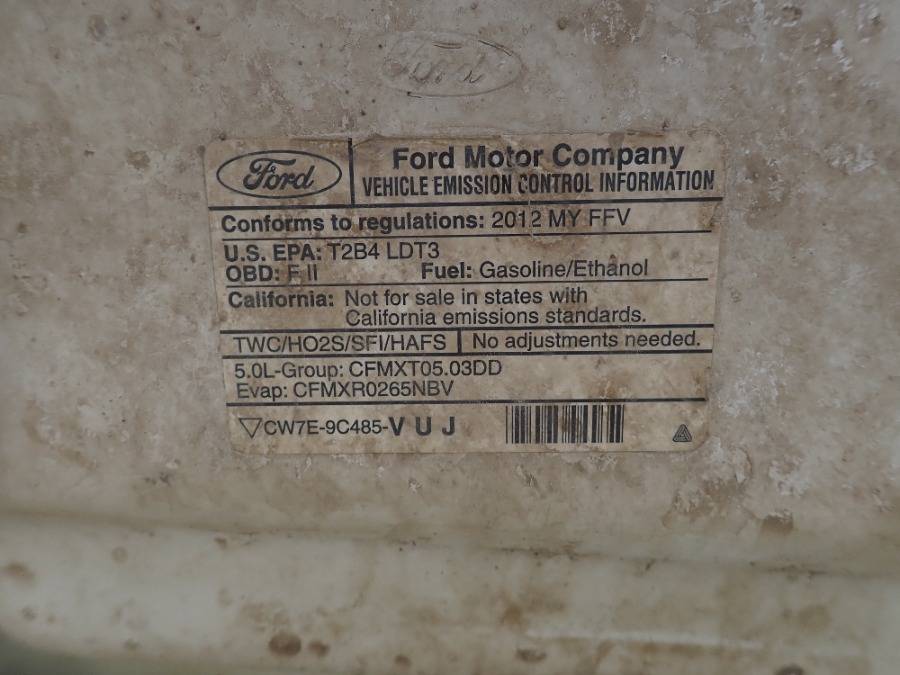 Ford
Ford
Ford Motor Company
VEHICLE EMISSION CONTROL INFORMATION
Conforms to regulations: 2012 MY FFV
U.S. EPA: T2B4 LDT3
OBD: F II Fuel: Gasoline/Ethanol
California: Not for sale in states with
California emissions standards.
TWC/HO2S/SFI/HAFS No adjustments needed.
5.0L-Group: CFMXT05.03DD
Evap: CFMXR0265NBV
CW7E-9C485-V U J